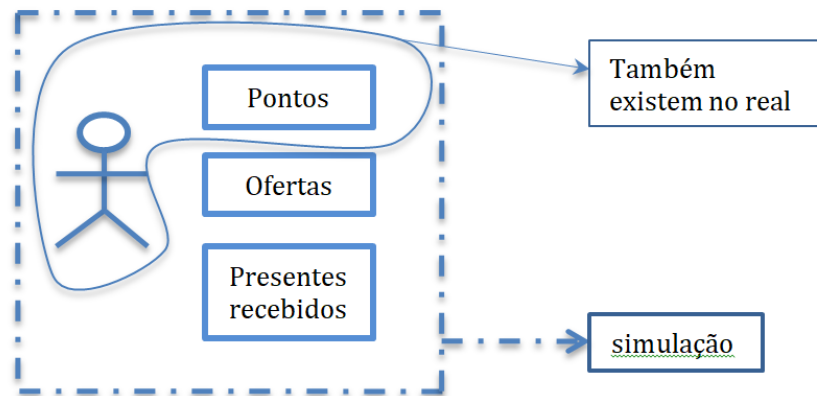 Pontos
Ofertas
Presentes
recebidos
Também
existem no real
simulação